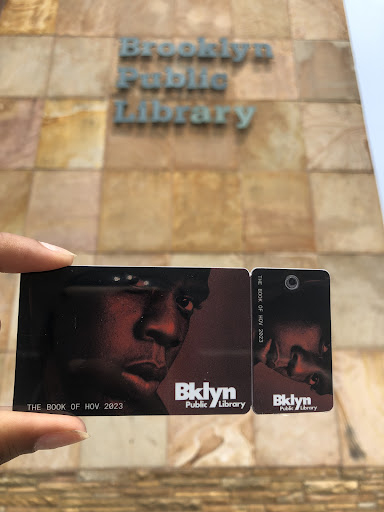 Brooklyn
Public
Library
THE BOOK OF HOV 2023
Bklyn
Public Library
THE BOOK OF HOV 2023
Bklyn
Public Library